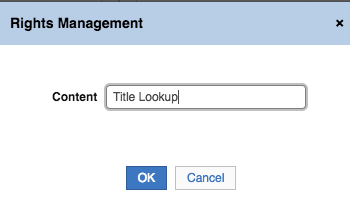 Rights Management ×
Content Title Lookup
OK Cancel